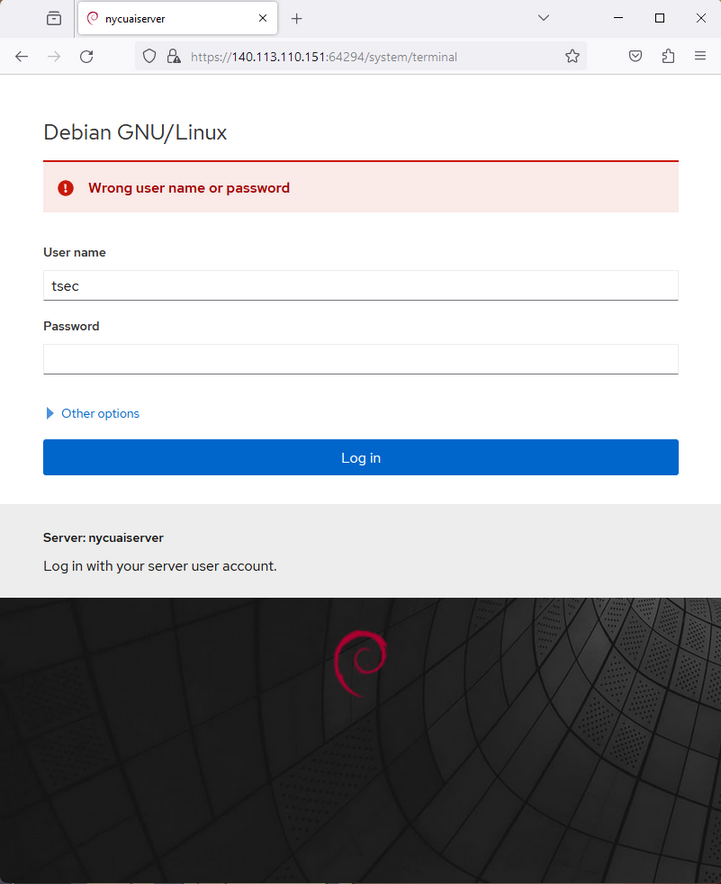 nycuaiserver
https://140.113.110.151:64294/system/terminal
Debian GNU/Linux
Wrong user name or password
User name
tsec
Password
Other options
Log in
Server: nycuaiserver
Log in with your server user account.